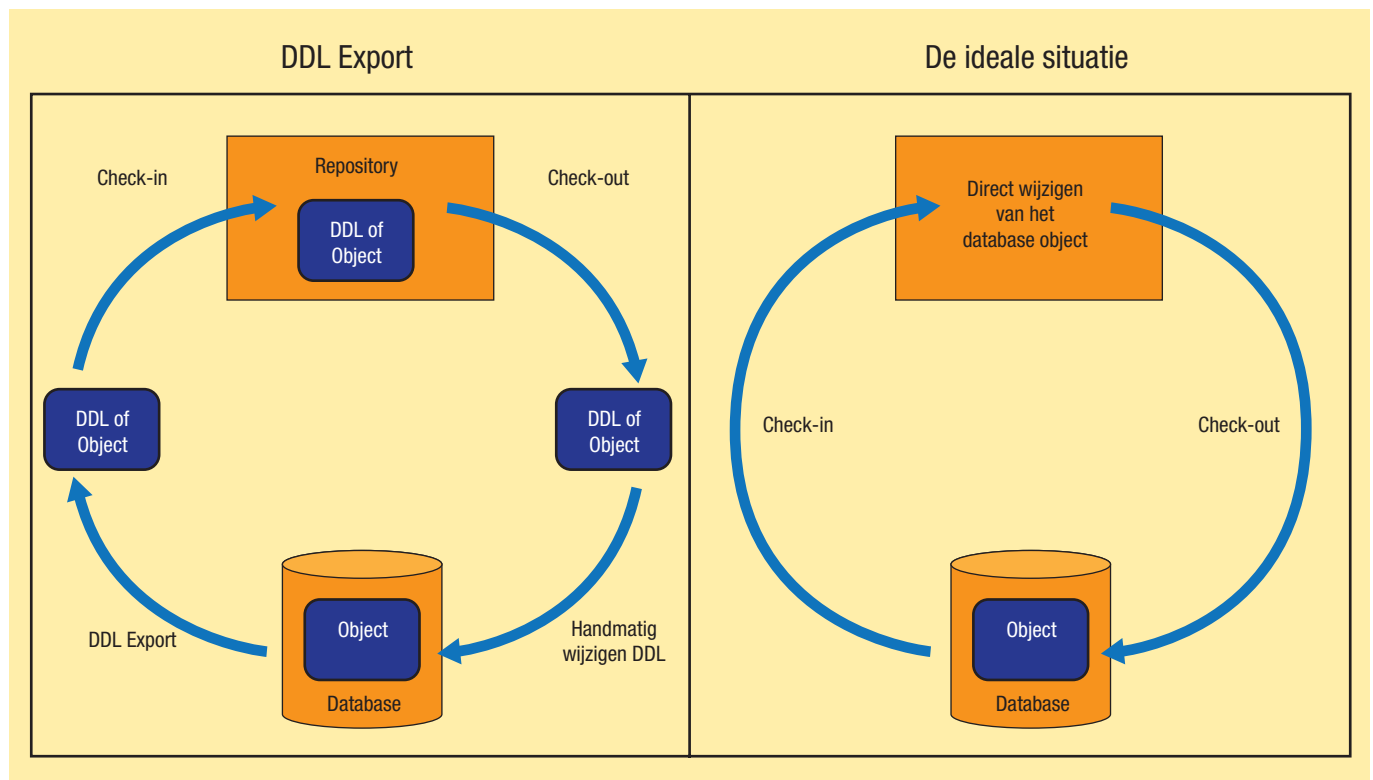 DDL Export
Check-in
Repository
Check-out
DDL of
Object
DDL of
Object
DDL of
Object
DDL Export
Object
Database
Handmatig
wijzigen DDL
De ideale situatie
Direct wijzigen
van het
database object
Check-in
Check-out
Object
Database